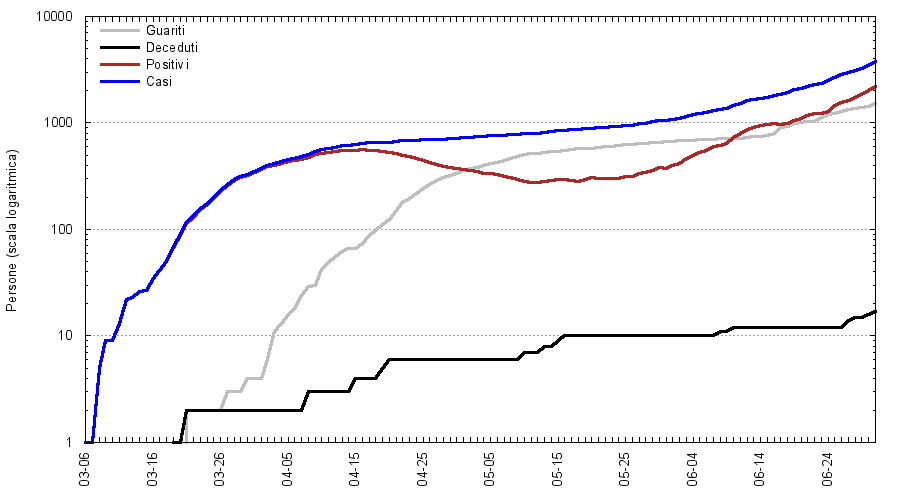 10000
Guariti
Deceduti
Positivi
Casi
1000
Persone (scala logaritmica)
100
10
1
03-06 03-16 03-26 04-05 04-15 04-25 05-05 05-15 05-25 06-04 06-14 06-24